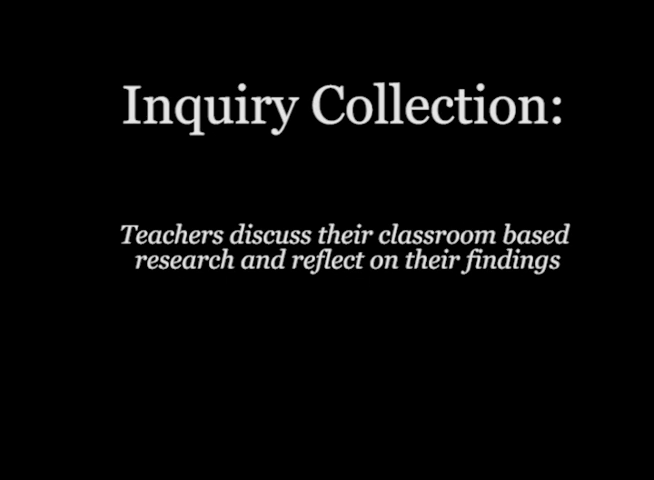 Inquiry Collection:
Teachers discuss their classroom based
research and reflect on their findings